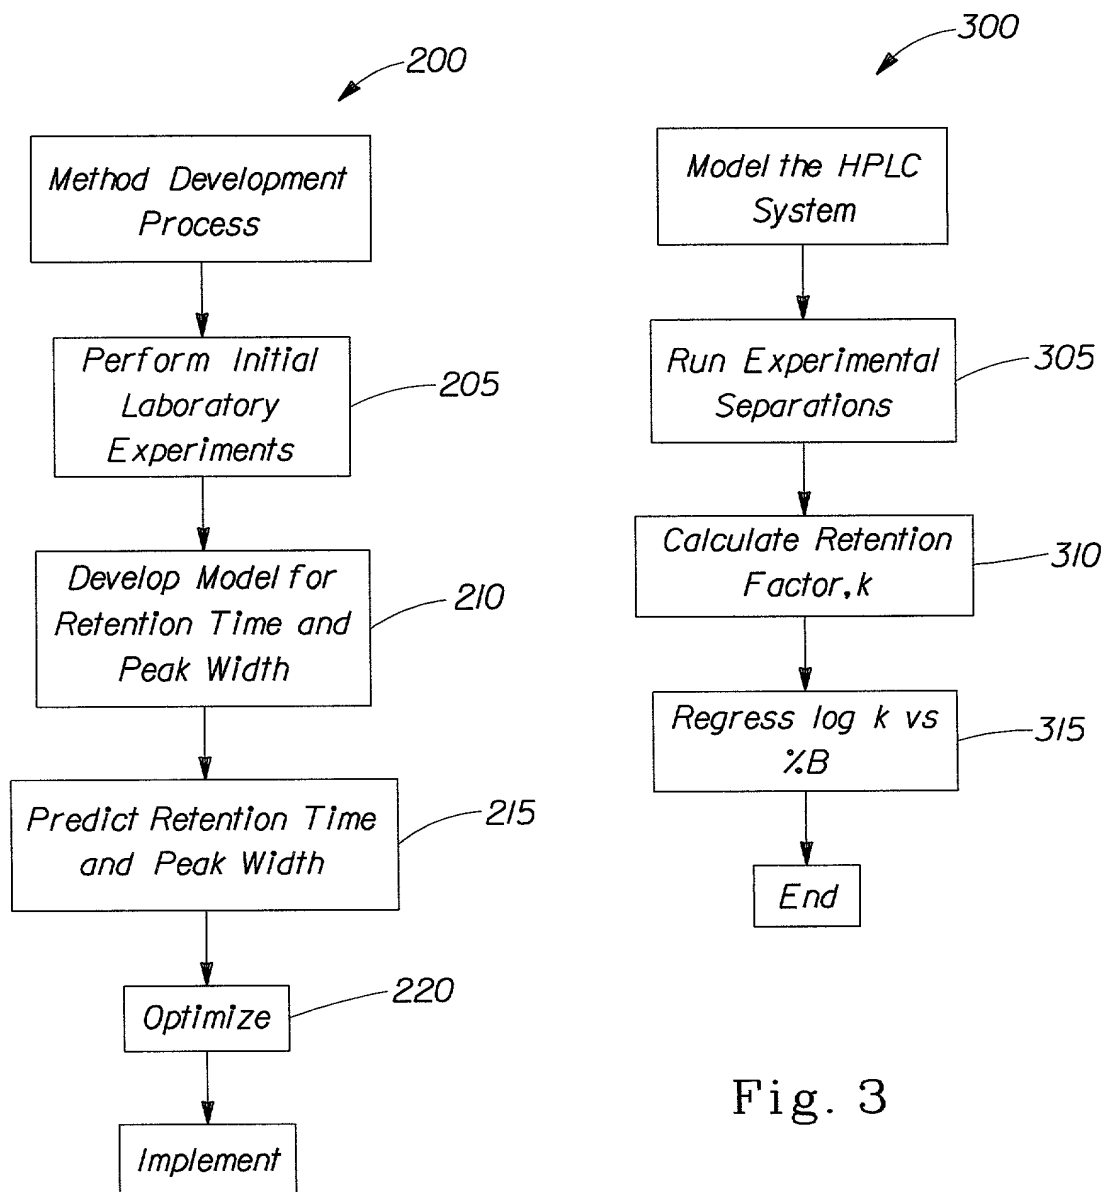 200
Method Development
Process
Perform Initial
Laboratory
Experiments
205
Develop Model for
Retention Time and
Peak Width
210
Predict Retention Time
and Peak Width
215
Optimize
220
Implement
300
Model the HPLC
System
Run Experimental
Separations
305
Calculate Retention
Factor, k
310
Regress log k vs
%B
315
End
Fig. 3